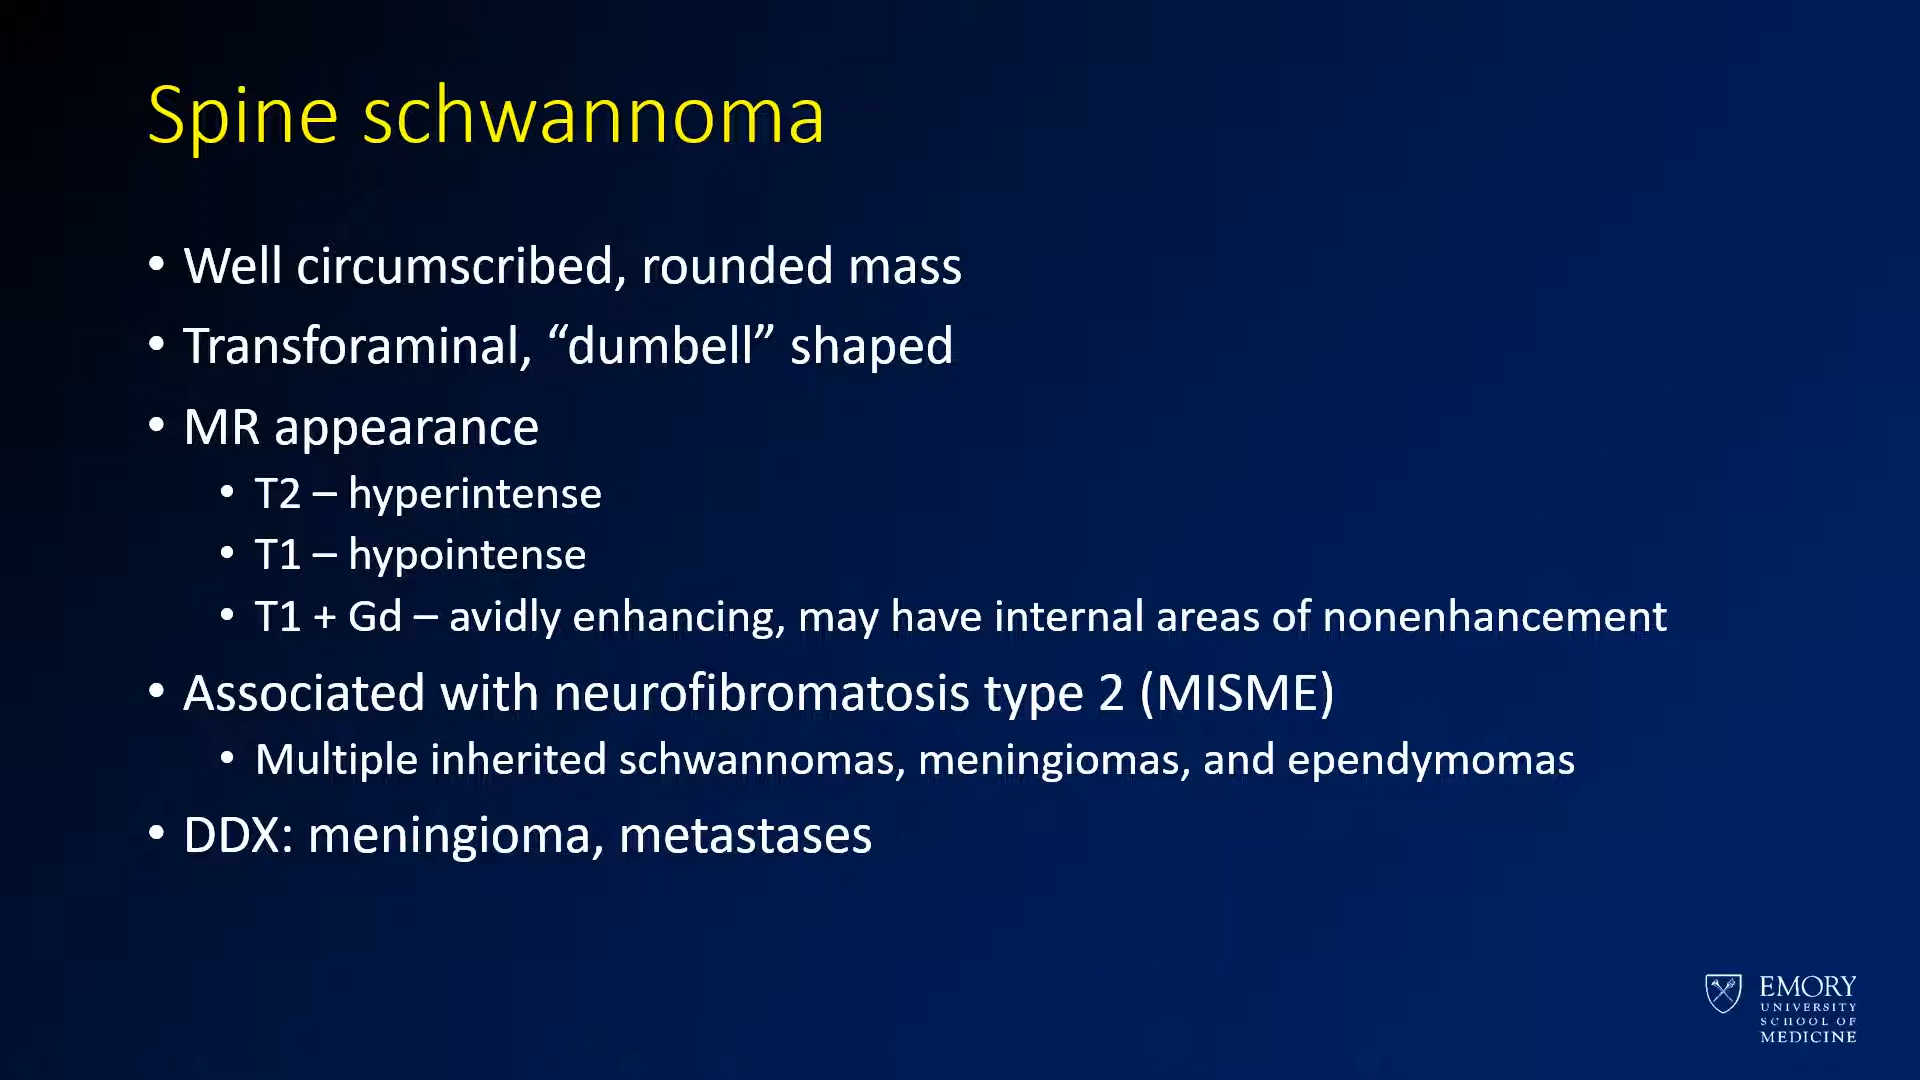 Spine schwannoma
• Well circumscribed, rounded mass
• Transforaminal, “dumbell” shaped
• MR appearance
• T2 – hyperintense
• T1 – hypointense
• T1 + Gd – avidly enhancing, may have internal areas of nonenhancement
• Associated with neurofibromatosis type 2 (MISME)
• Multiple inherited schwannomas, meningiomas, and ependymomas
• DDX: meningioma, metastases
EMORY
UNIVERSITY
SCHOOL OF
MEDICINE